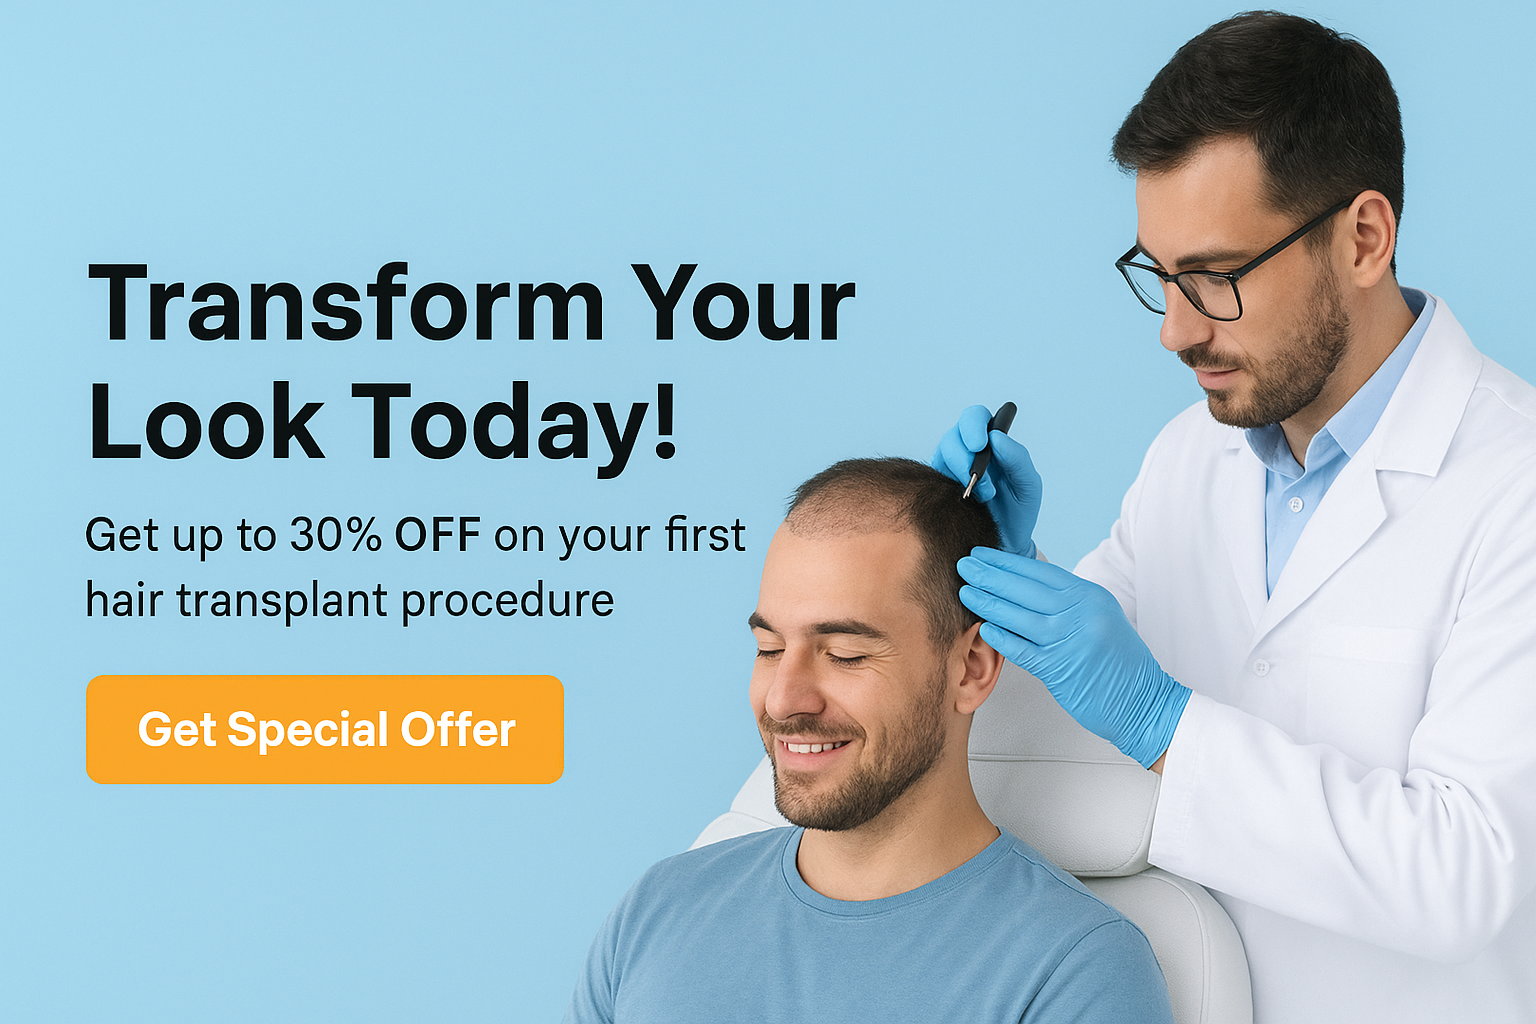 Transform Your
Look Today!
Get up to 30% OFF on your first
hair transplant procedure
Get Special Offer